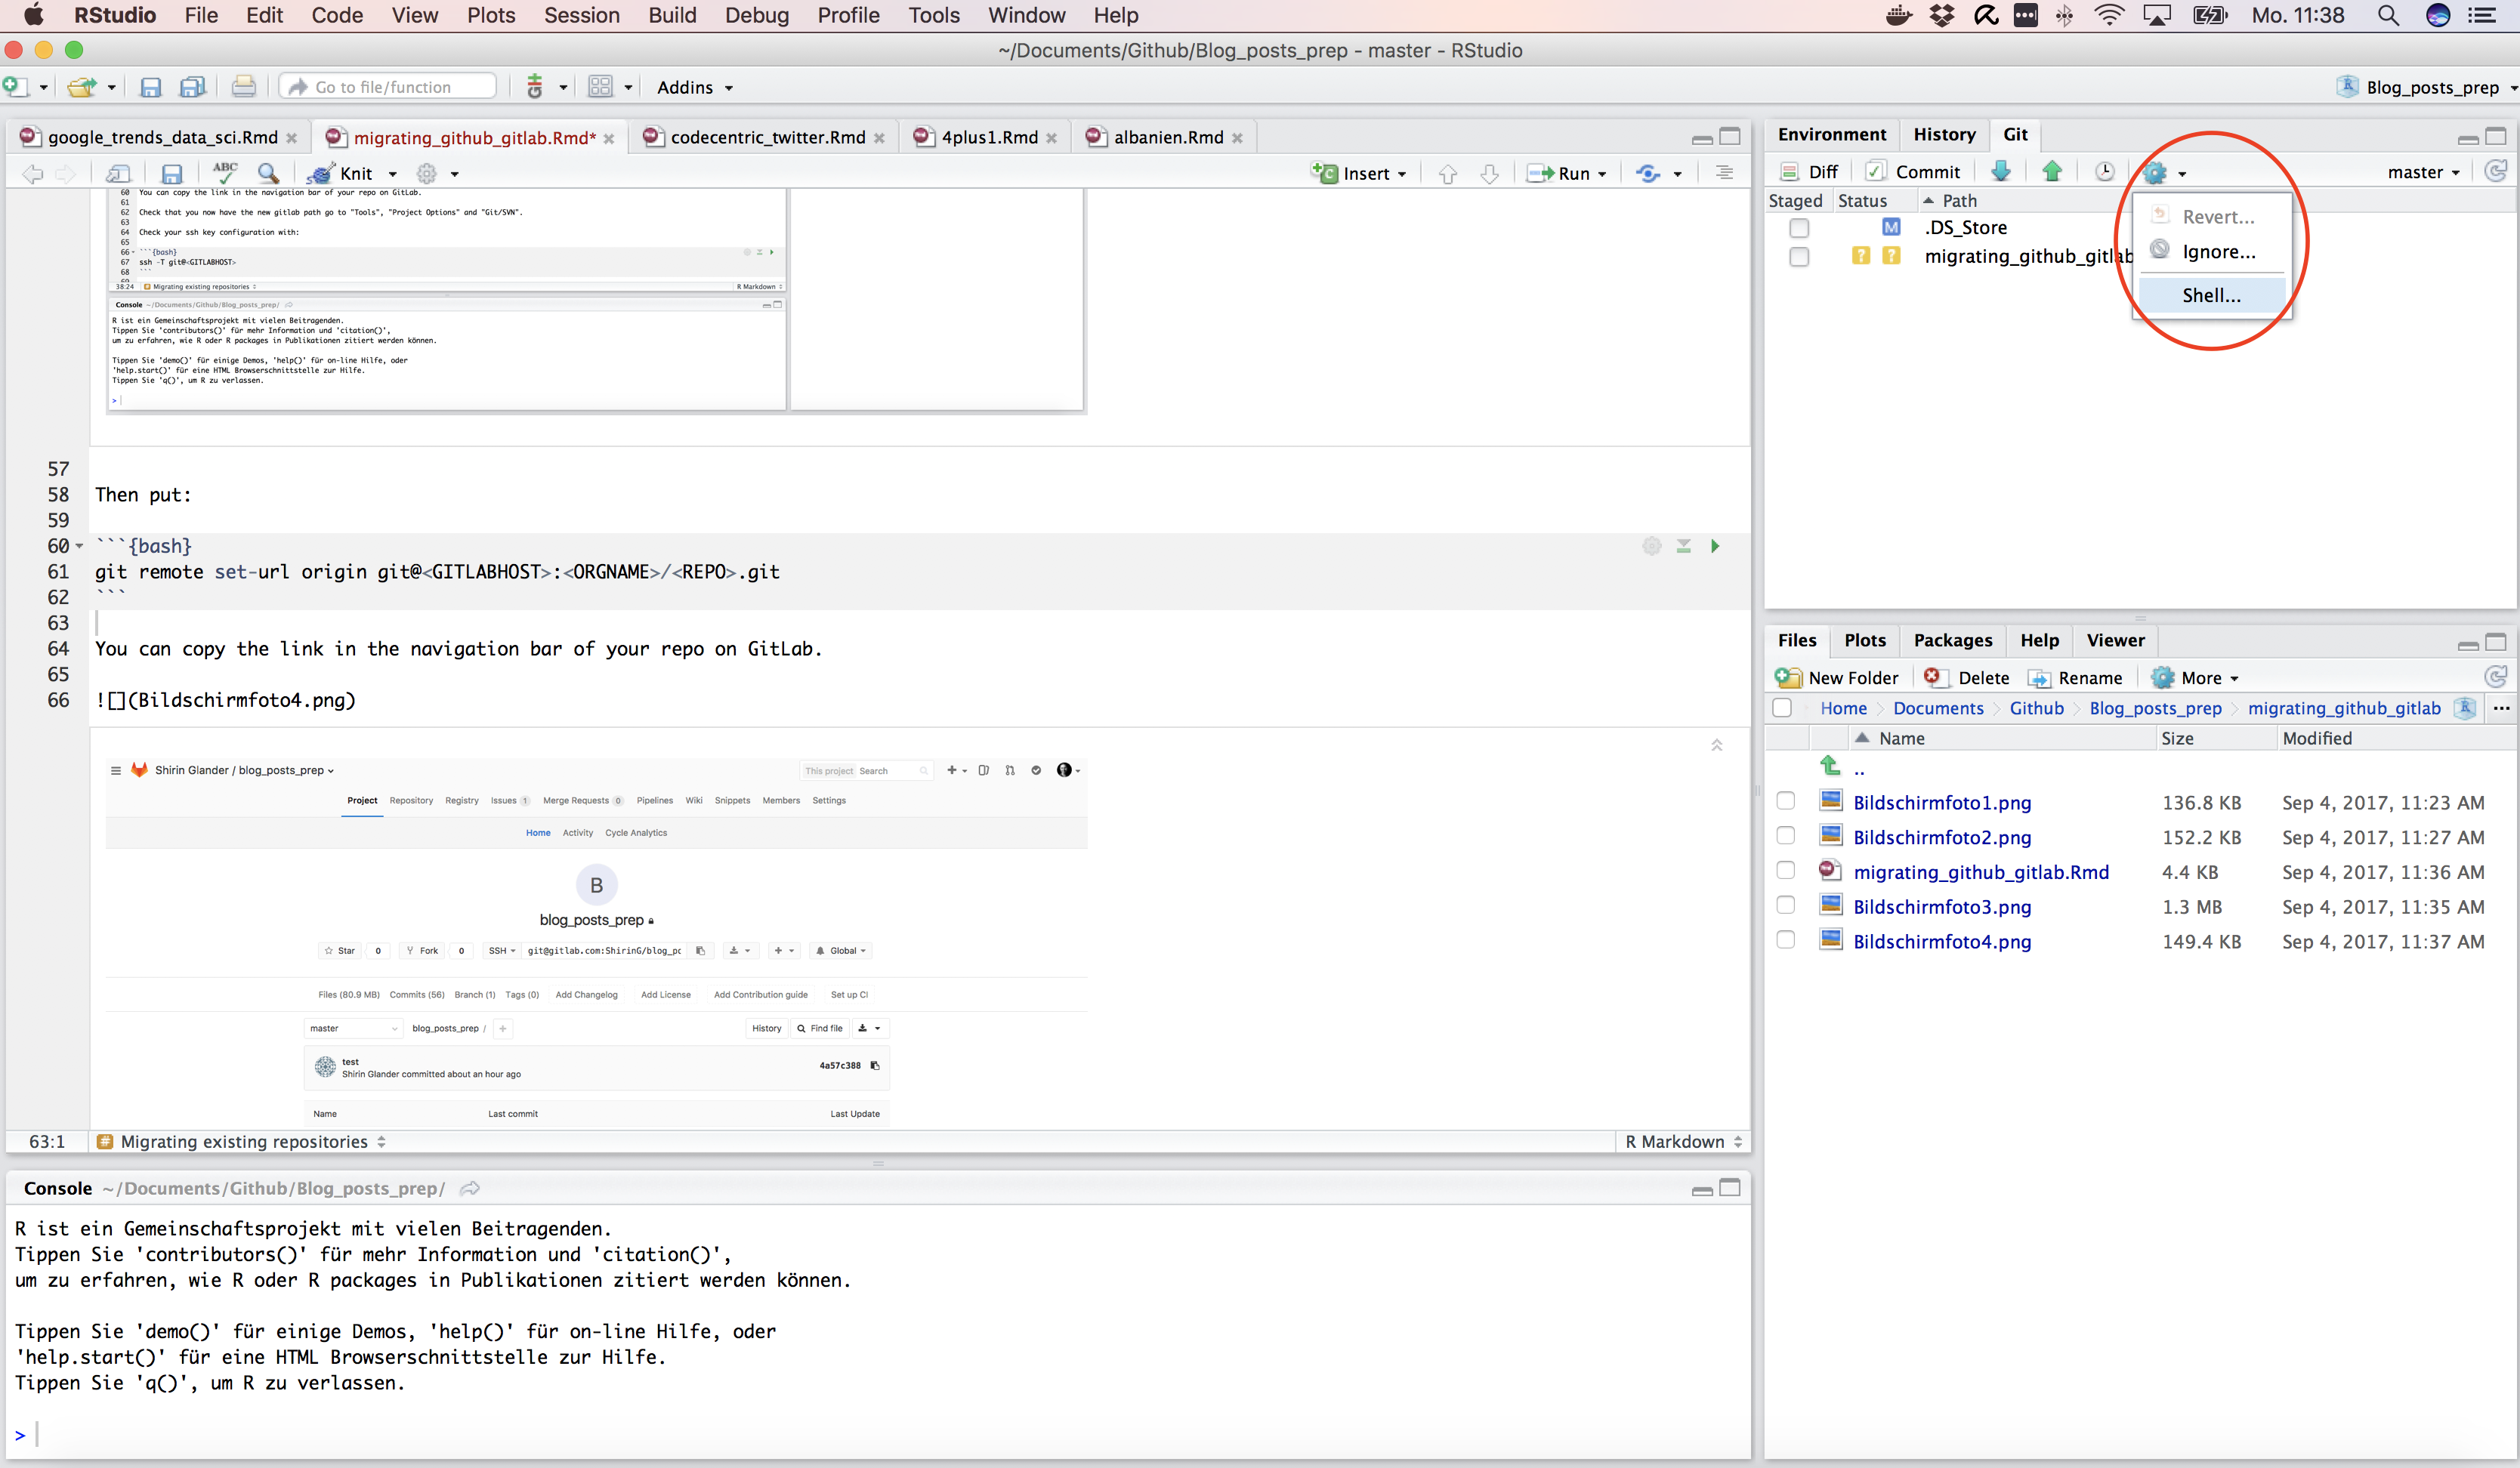 RStudio File Edit Code View Plots Session Build Debug Profile Tools Window Help Mo. 11:38
~/Documents/Github/Blog_posts_prep - master - RStudio
Go to file/function Addins Blog_posts_prep
google_trends_data_sci.Rmd migrating_github_gitlab.Rmd* codecentric_twitter.Rmd 4plus1.Rmd albanien.Rmd
ABC Knit Insert Run
60 You can copy the link in the navigation bar of your repo on GitLab.
61
62 Check that you now have the new gitlab path go to "Tools", "Project Options" and "Git/SVN".
63
64 Check your ssh key configuration with:
65
66 ```{bash}
67 ssh -T git@<GITLABHOST>
68 ```
38:24 Migrating existing repositories R Markdown
Console ~/Documents/Github/Blog_posts_prep/
R ist ein Gemeinschaftsprojekt mit vielen Beitragenden.
Tippen Sie 'contributors()' für mehr Information und 'citation()',
um zu erfahren, wie R oder R packages in Publikationen zitiert werden können.
Tippen Sie 'demo()' für einige Demos, 'help()' für on-line Hilfe, oder
'help.start()' für eine HTML Browserschnittstelle zur Hilfe.
Tippen Sie 'q()', um R zu verlassen.
>
57
58 Then put:
59
60 ```{bash}
61 git remote set-url origin git@<GITLABHOST>:<ORGNAME>/<REPO>.git
62 ```
63
64 You can copy the link in the navigation bar of your repo on GitLab.
65
66 ![](Bildschirmfoto4.png)
Shirin Glander / blog_posts_prep This project Search
Project Repository Registry Issues 1 Merge Requests 0 Pipelines Wiki Snippets Members Settings
Home Activity Cycle Analytics
B
blog_posts_prep
Star 0 Fork 0 SSH git@gitlab.com:ShirinG/blog_pc Global
Files (80.9 MB) Commits (56) Branch (1) Tags (0) Add Changelog Add License Add Contribution guide Set up CI
master blog_posts_prep / + History Find file
test
Shirin Glander committed about an hour ago
4a57c388
Name Last commit Last Update
63:1 # Migrating existing repositories R Markdown
Console ~/Documents/Github/Blog_posts_prep/
R ist ein Gemeinschaftsprojekt mit vielen Beitragenden.
Tippen Sie 'contributors()' für mehr Information und 'citation()',
um zu erfahren, wie R oder R packages in Publikationen zitiert werden können.
Tippen Sie 'demo()' für einige Demos, 'help()' für on-line Hilfe, oder
'help.start()' für eine HTML Browserschnittstelle zur Hilfe.
Tippen Sie 'q()', um R zu verlassen.
>
Environment History Git
Diff Commit master
Staged Status Path
M .DS_Store
? ? migrating_github_gitlab
Revert...
Ignore...
Shell...
Files Plots Packages Help Viewer
New Folder Delete Rename More
Home Documents Github Blog_posts_prep migrating_github_gitlab ...
Name Size Modified
..
Bildschirmfoto1.png 136.8 KB Sep 4, 2017, 11:23 AM
Bildschirmfoto2.png 152.2 KB Sep 4, 2017, 11:27 AM
migrating_github_gitlab.Rmd 4.4 KB Sep 4, 2017, 11:36 AM
Bildschirmfoto3.png 1.3 MB Sep 4, 2017, 11:35 AM
Bildschirmfoto4.png 149.4 KB Sep 4, 2017, 11:37 AM